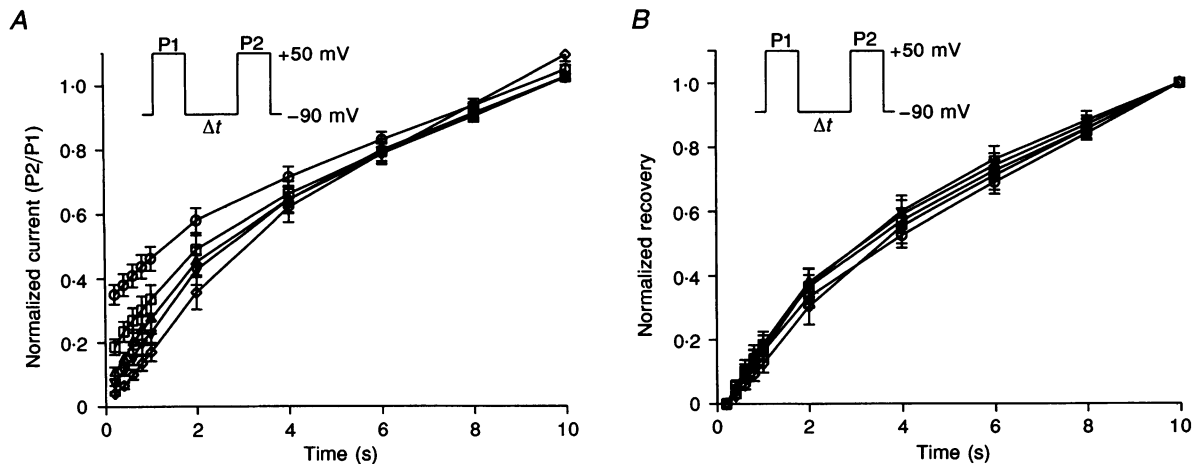 A
P1
P2
+50 mV
−90 mV
Δt
Normalized current (P2/P1)
1·0
0·8
0·6
0·4
0·2
0
0
2
4
6
8
10
Time (s)
B
P1
P2
+50 mV
−90 mV
Δt
Normalized recovery
1·0
0·8
0·6
0·4
0·2
0
0
2
4
6
8
10
Time (s)